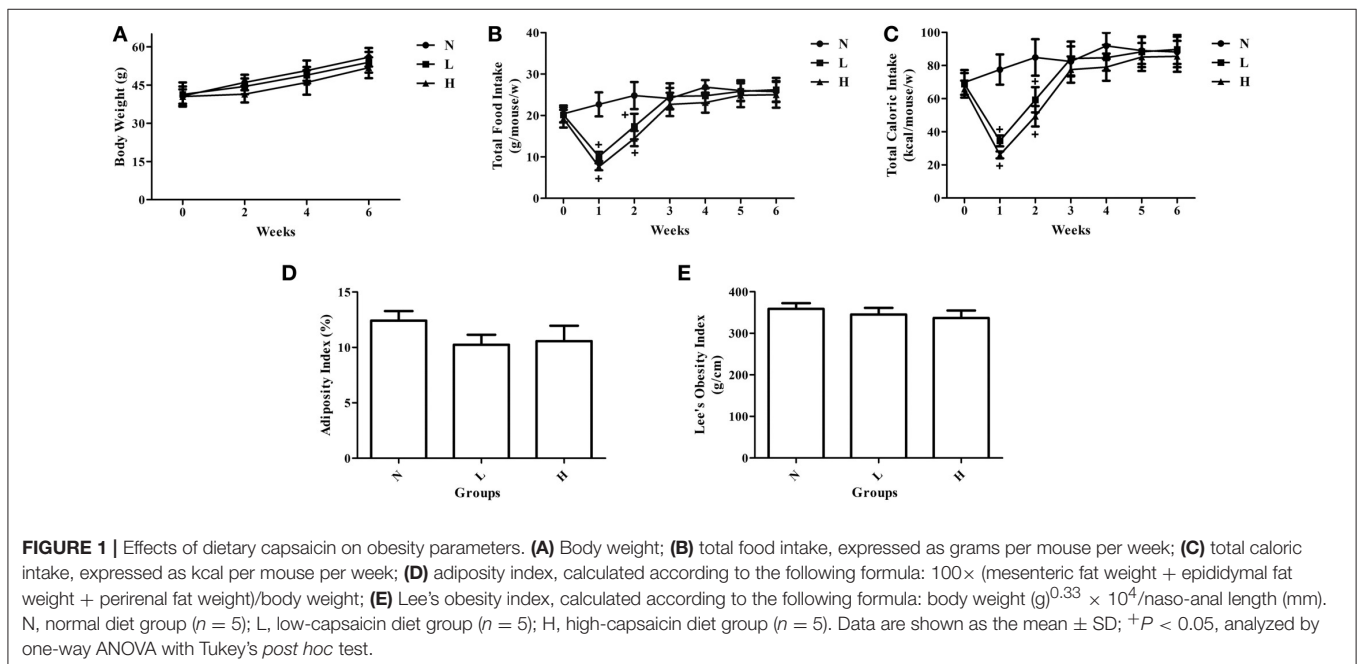 A
Body Weight (g)
60
45
30
15
0
0 2 4 6
Weeks
N
L
H
B
Total Food Intake
(g/mouse/w)
40
30
20
10
0
+
+
+
+
0 1 2 3 4 5 6
Weeks
N
L
H
C
Total Caloric Intake
(kcal/mouse/w)
100
80
60
40
20
0
+
+
+
+
0 1 2 3 4 5 6
Weeks
N
L
H
D
Adiposity Index (%)
15
10
5
0
N L H
Groups
E
Lee's Obesity Index
(g/cm)
400
300
200
100
0
N L H
Groups
FIGURE 1 | Effects of dietary capsaicin on obesity parameters. (A) Body weight; (B) total food intake, expressed as grams per mouse per week; (C) total caloric
intake, expressed as kcal per mouse per week; (D) adiposity index, calculated according to the following formula: 100× (mesenteric fat weight + epididymal fat
weight + perirenal fat weight)/body weight; (E) Lee's obesity index, calculated according to the following formula: body weight (g)^0.33 × 10^4/naso-anal length (mm).
N, normal diet group (n = 5); L, low-capsaicin diet group (n = 5); H, high-capsaicin diet group (n = 5). Data are shown as the mean ± SD; +P < 0.05, analyzed by
one-way ANOVA with Tukey's post hoc test.